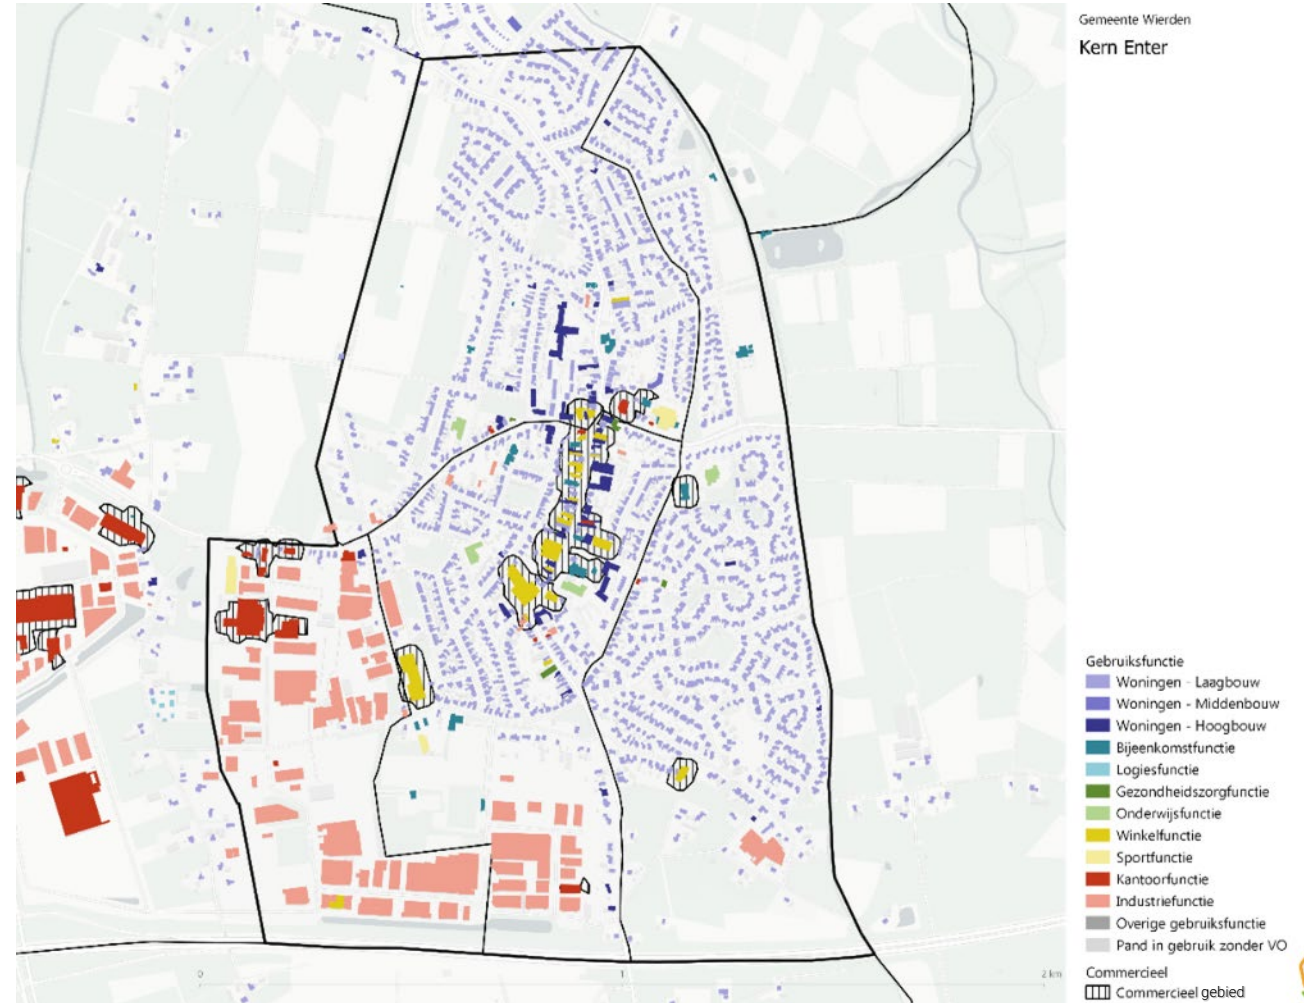 Gemeente Wierden
Kern Enter
Gebruiksfunctie
Woningen - Laagbouw
Woningen - Middenbouw
Woningen - Hoogbouw
Bijeenkomstfunctie
Logiesfunctie
Gezondheidszorgfunctie
Onderwijsfunctie
Winkelfunctie
Sportfunctie
Kantoorfunctie
Industriefunctie
Overige gebruiksfunctie
Pand in gebruik zonder VO
Commercieel
Commercieel gebied
0 1 2 km